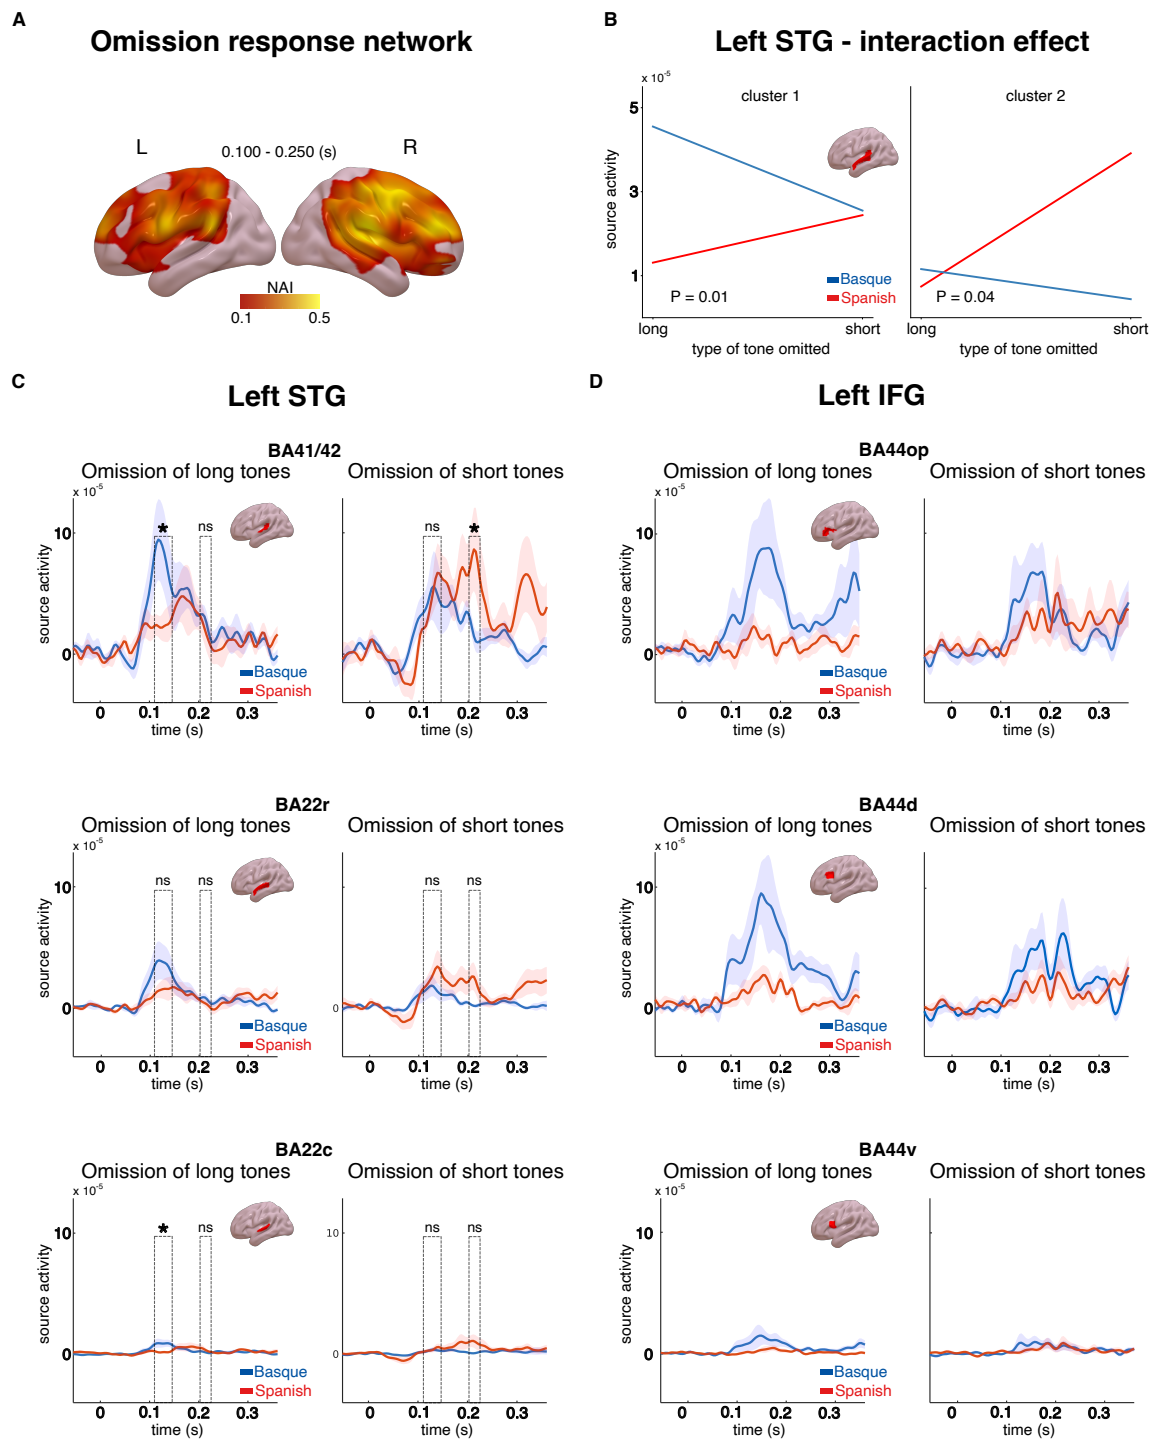 A
Omission response network
L
0.100 - 0.250 (s)
R
NAI
0.1
0.5
B
Left STG - interaction effect
x 10⁻⁵
cluster 1
cluster 2
5
3
1
source activity
Basque
Spanish
P = 0.01
P = 0.04
long
short
long
short
type of tone omitted
type of tone omitted
C
Left STG
BA41/42
Omission of long tones
Omission of short tones
x 10⁻⁵
ns
ns
*
*
10
0
source activity
Basque
Spanish
0 0.1 0.2 0.3
0 0.1 0.2 0.3
time (s)
time (s)
BA22r
Omission of long tones
Omission of short tones
x 10⁻⁵
ns
ns
ns
ns
10
0
0
source activity
Basque
Spanish
0 0.1 0.2 0.3
0 0.1 0.2 0.3
time (s)
time (s)
BA22c
Omission of long tones
Omission of short tones
x 10⁻⁵
*
ns
ns
ns
10
10
0
0
source activity
Basque
Spanish
0 0.1 0.2 0.3
0 0.1 0.2 0.3
time (s)
time (s)
D
Left IFG
BA44op
Omission of long tones
Omission of short tones
x 10⁻⁵
10
0
source activity
Basque
Spanish
0 0.1 0.2 0.3
0 0.1 0.2 0.3
time (s)
time (s)
BA44d
Omission of long tones
Omission of short tones
x 10⁻⁵
10
0
source activity
Basque
Spanish
0 0.1 0.2 0.3
0 0.1 0.2 0.3
time (s)
time (s)
BA44v
Omission of long tones
Omission of short tones
x 10⁻⁵
10
0
source activity
Basque
Spanish
0 0.1 0.2 0.3
0 0.1 0.2 0.3
time (s)
time (s)